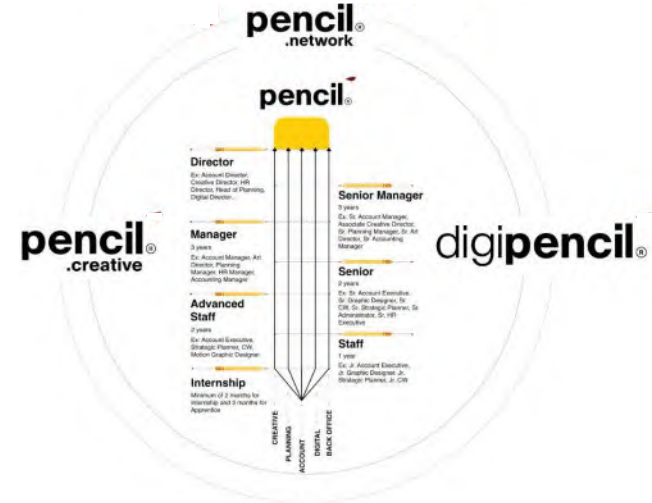 pencil®
.network
pencil®
Director
Ex: Account Director,
Creative Director, HR
Director, Head of Planning,
Digital Director...
Senior Manager
5 years
Ex: Sr. Account Manager,
Associate Creative Director,
Sr. Planning Manager, Sr. Art
Director, Sr Accounting
Manager
pencil®
.creative
digipencil®
Manager
3 years
Ex: Account Manager, Art
Director, Planning
Manager, HR Manager,
Accounting Manager
Senior
2 years
Ex: Sr. Account Executive,
Sr. Graphic Designer, Sr.
CW, Sr. Strategic Planner, Sr.
Administrator, Sr. HR
Executive
Advanced
Staff
2 years
Ex: Account Executive,
Strategic Planner, CW,
Motion Graphic Designer
Staff
1 year
Ex: Jr. Account Executive,
Jr. Graphic Designer, Jr.
Strategic Planner, Jr. CW
Internship
Minimum of 2 months for
Internship and 3 months for
Apprentice
CREATIVE
PLANNING
ACCOUNT
DIGITAL
BACK OFFICE